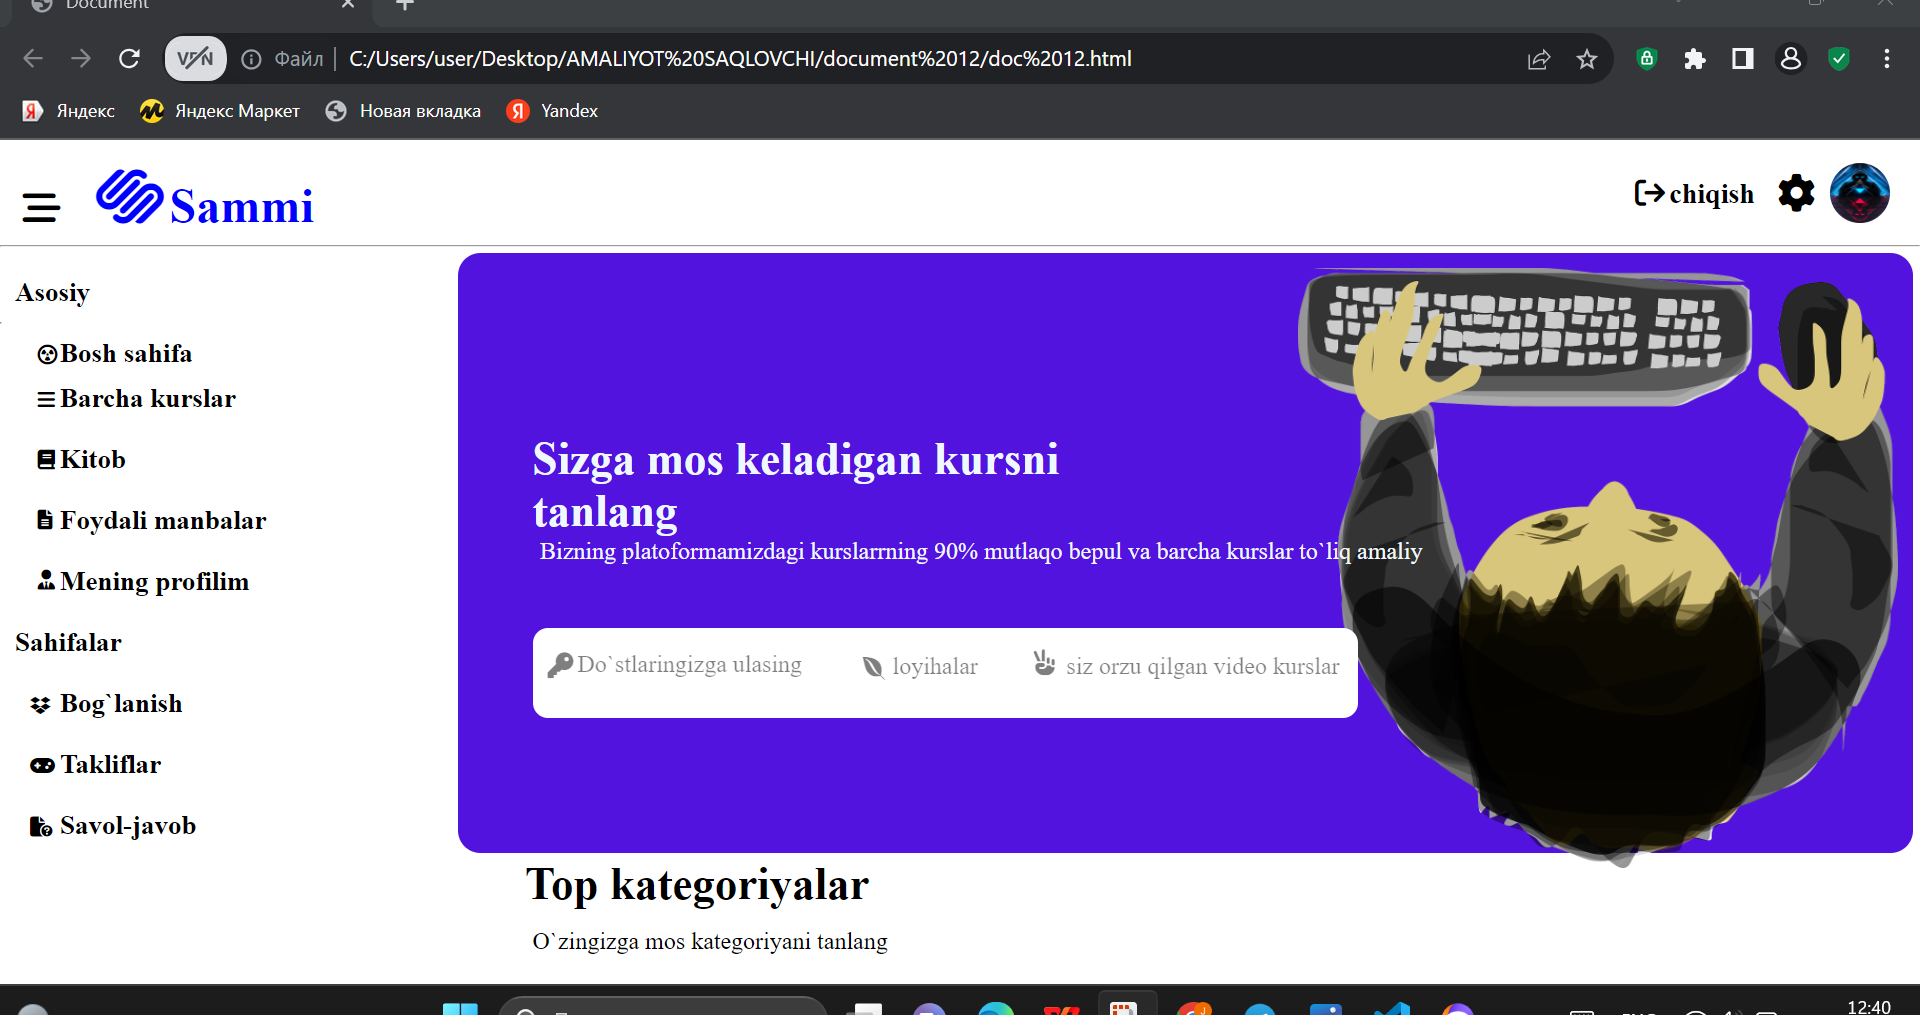 Document
VPN
Файл
C:/Users/user/Desktop/AMALIYOT%20SAQLOVCHI/document%2012/doc%2012.html
Яндекс
Яндекс Маркет
Новая вкладка
Yandex
Sammi
chiqish
Asosiy
Bosh sahifa
Barcha kurslar
Kitob
Foydali manbalar
Mening profilim
Sahifalar
Bog`lanish
Takliflar
Savol-javob
Sizga mos keladigan kursni
tanlang
Bizning platoformamizdagi kurslarrning 90% mutlaqo bepul va barcha kurslar to`liq amaliy
Do`stlaringizga ulasing
loyihalar
siz orzu qilgan video kurslar
Top kategoriyalar
O`zingizga mos kategoriyani tanlang
12:40